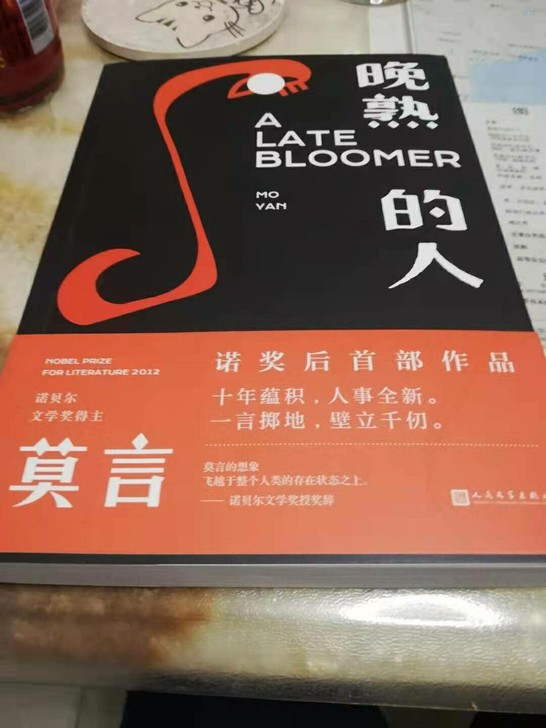 晚熟
的人
A
LATE
BLOOMER
MO
YAN
NOBEL PRIZE
FOR LITERATURE 2012
诺贝尔
文学奖得主
莫言
诺奖后首部作品
十年蕴积，人事全新。
一言掷地，壁立千仞。
莫言的想象
飞越于整个人类的存在状态之上。
—— 诺贝尔文学奖授奖辞
人民文学出版社